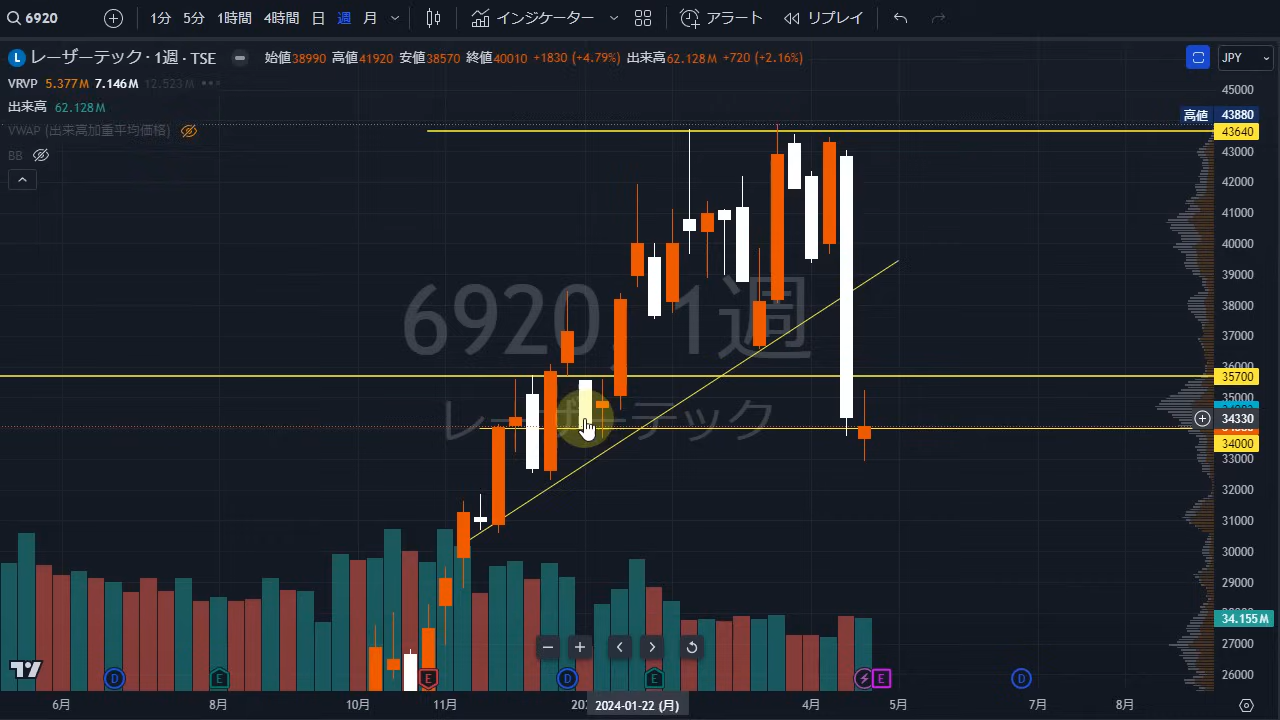 6920 1分 5分 1時間 4時間 日 週 月 インジケーター アラート リプレイ
レーザーテック · 1週 · TSE 始値38990 高値41920 安値38570 終値40010 +1830 (+4.79%) 出来高62.128M +720 (+2.16%) JPY
VRVP 5.377M 7.146M 12.523M
出来高 62.128M
VWAP (出来高加重平均価格)
BB
45000
高値 43880
43640
43000
42000
41000
40000
39000
38000
37000
36000
35700
35000
34330
34000
33000
32000
30000
29000
24.155M
27000
週
レーザーテック
D E D E D
8月 10月 11月 2024-01-22 (月) 4月 5月 7月 8月